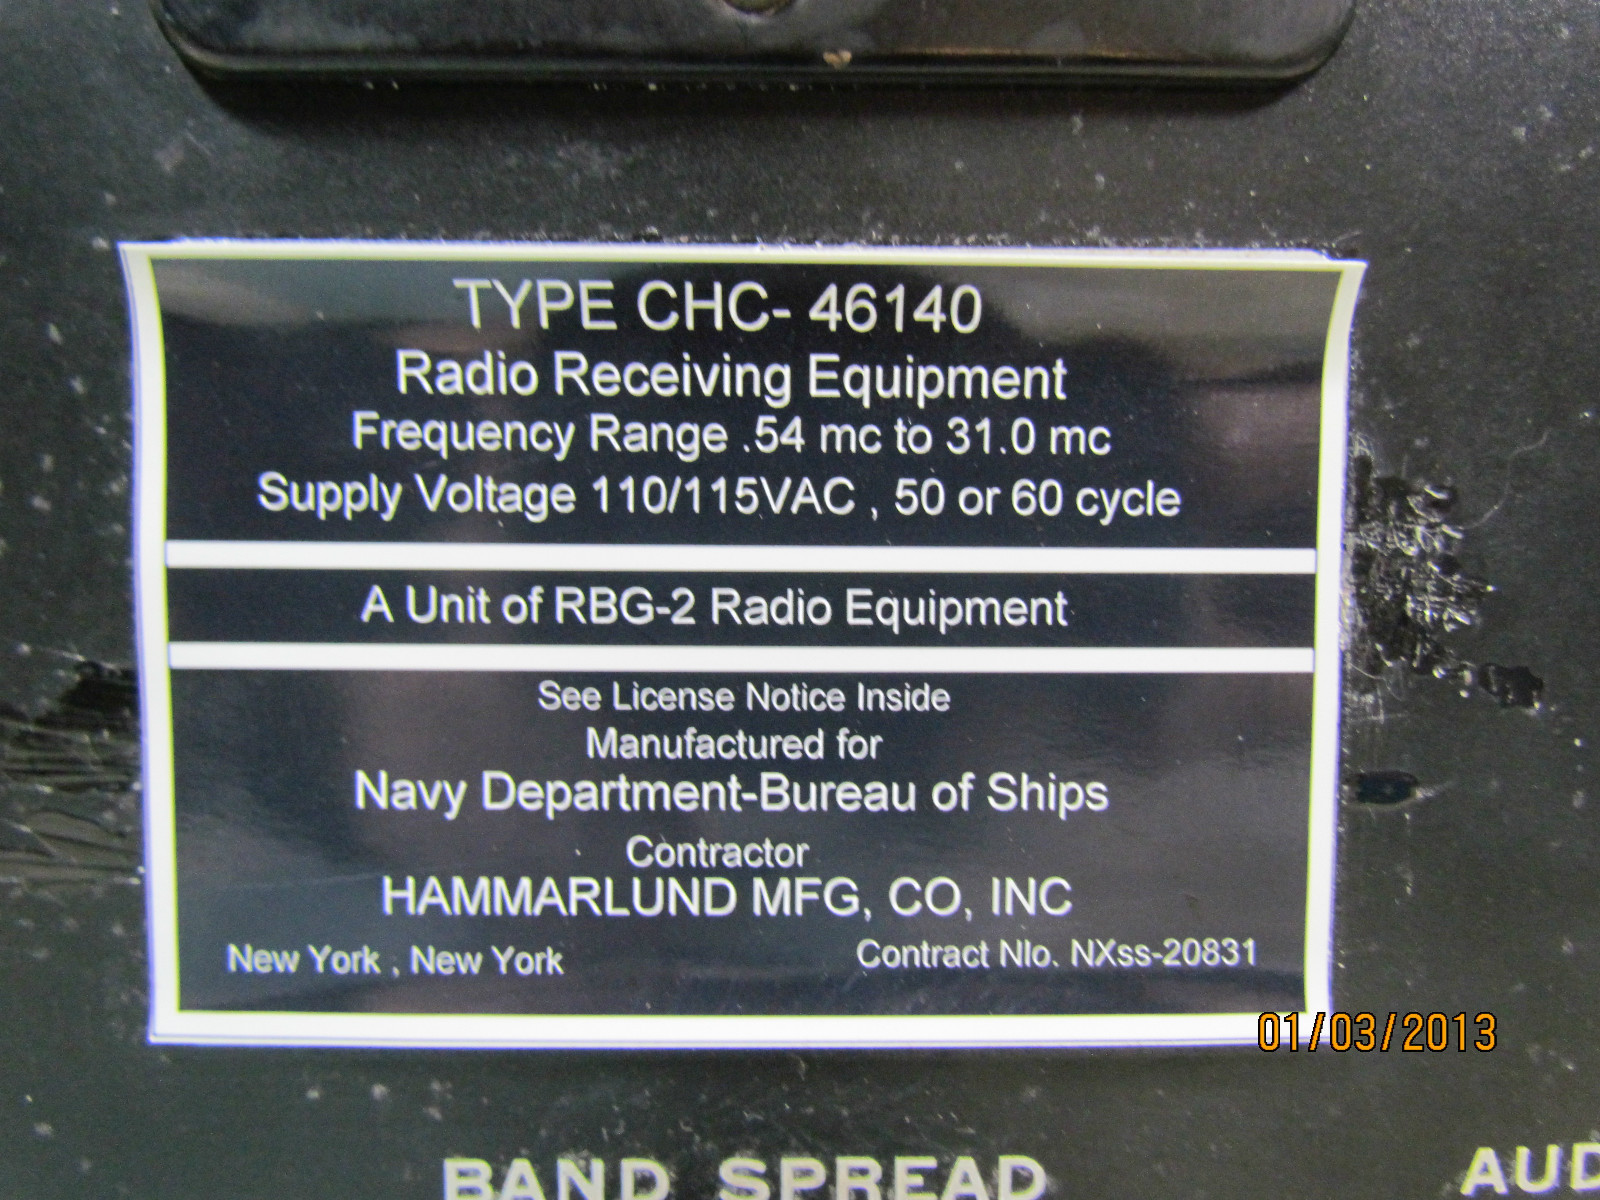 TYPE CHC- 46140
Radio Receiving Equipment
Frequency Range .54 mc to 31.0 mc
Supply Voltage 110/115VAC , 50 or 60 cycle
A Unit of RBG-2 Radio Equipment
See License Notice Inside
Manufactured for
Navy Department-Bureau of Ships
Contractor
HAMMARLUND MFG, CO, INC
New York , New York Contract Nlo. NXss-20831
01/03/2013
BAND SPREAD AUD